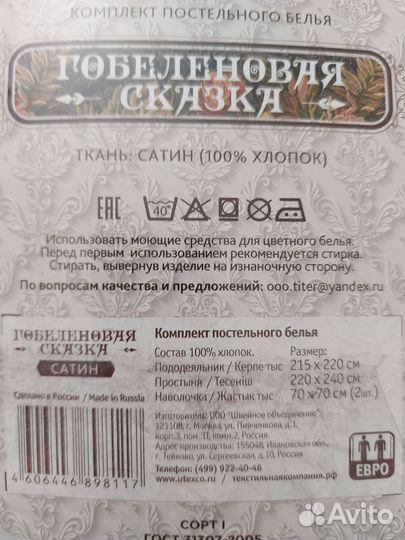 КОМПЛЕКТ ПОСТЕЛЬНОГО БЕЛЬЯ
ГОБЕЛЕНОВАЯ
СКАЗКА
ТКАНЬ: САТИН (100% ХЛОПОК)
EAC 40°
Использовать моющие средства для цветного белья.
Перед первым использованием рекомендуется стирка.
Стирать, вывернув изделие на изнаночную сторону.
По вопросам качества и предложений: ooo.titer@yandex.ru
ГОБЕЛЕНОВАЯ
СКАЗКА
САТИН
Сделано в России / Made in Russia
4606446898117
Комплект постельного белья
Состав 100% хлопок. Размер:
Пододеяльник / Керпе тыс 215 х 220 см
Простыня / Тесеніш 220 х 240 см
Наволочка / Жастық тыс 70 х 70 см (2шт.)
Изготовитель: ООО "Швейное объединение"
121108, г. Москва, ул. Пивченкова, д.1,
корп.3, пом. II, комн. 2, Россия.
Адрес производства: 155048, Ивановская обл.,
г. Тейково, ул. Сергеевская, д. 10, Россия
Телефон: (499) 922-40-46
www.utexco.ru / текстильнаякомпания.рф
ЕВРО
СОРТ I
ГОСТ 31307-2005
Avito